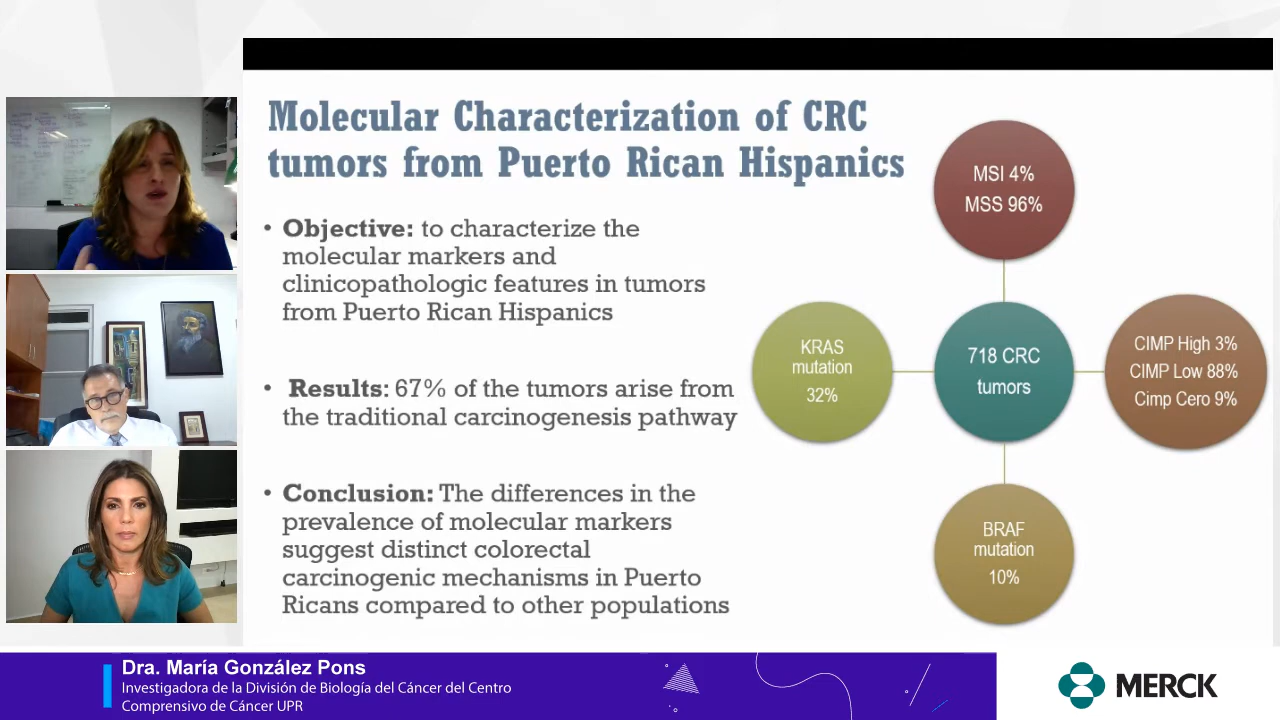 Molecular Characterization of CRC
tumors from Puerto Rican Hispanics
• Objective: to characterize the
molecular markers and
clinicopathologic features in tumors
from Puerto Rican Hispanics
• Results: 67% of the tumors arise from
the traditional carcinogenesis pathway
• Conclusion: The differences in the
prevalence of molecular markers
suggest distinct colorectal
carcinogenic mechanisms in Puerto
Ricans compared to other populations
MSI 4%
MSS 96%
KRAS
mutation
32%
718 CRC
tumors
CIMP High 3%
CIMP Low 88%
Cimp Cero 9%
BRAF
mutation
10%
Dra. María González Pons
Investigadora de la División de Biología del Cáncer del Centro
Comprensivo de Cáncer UPR
MERCK